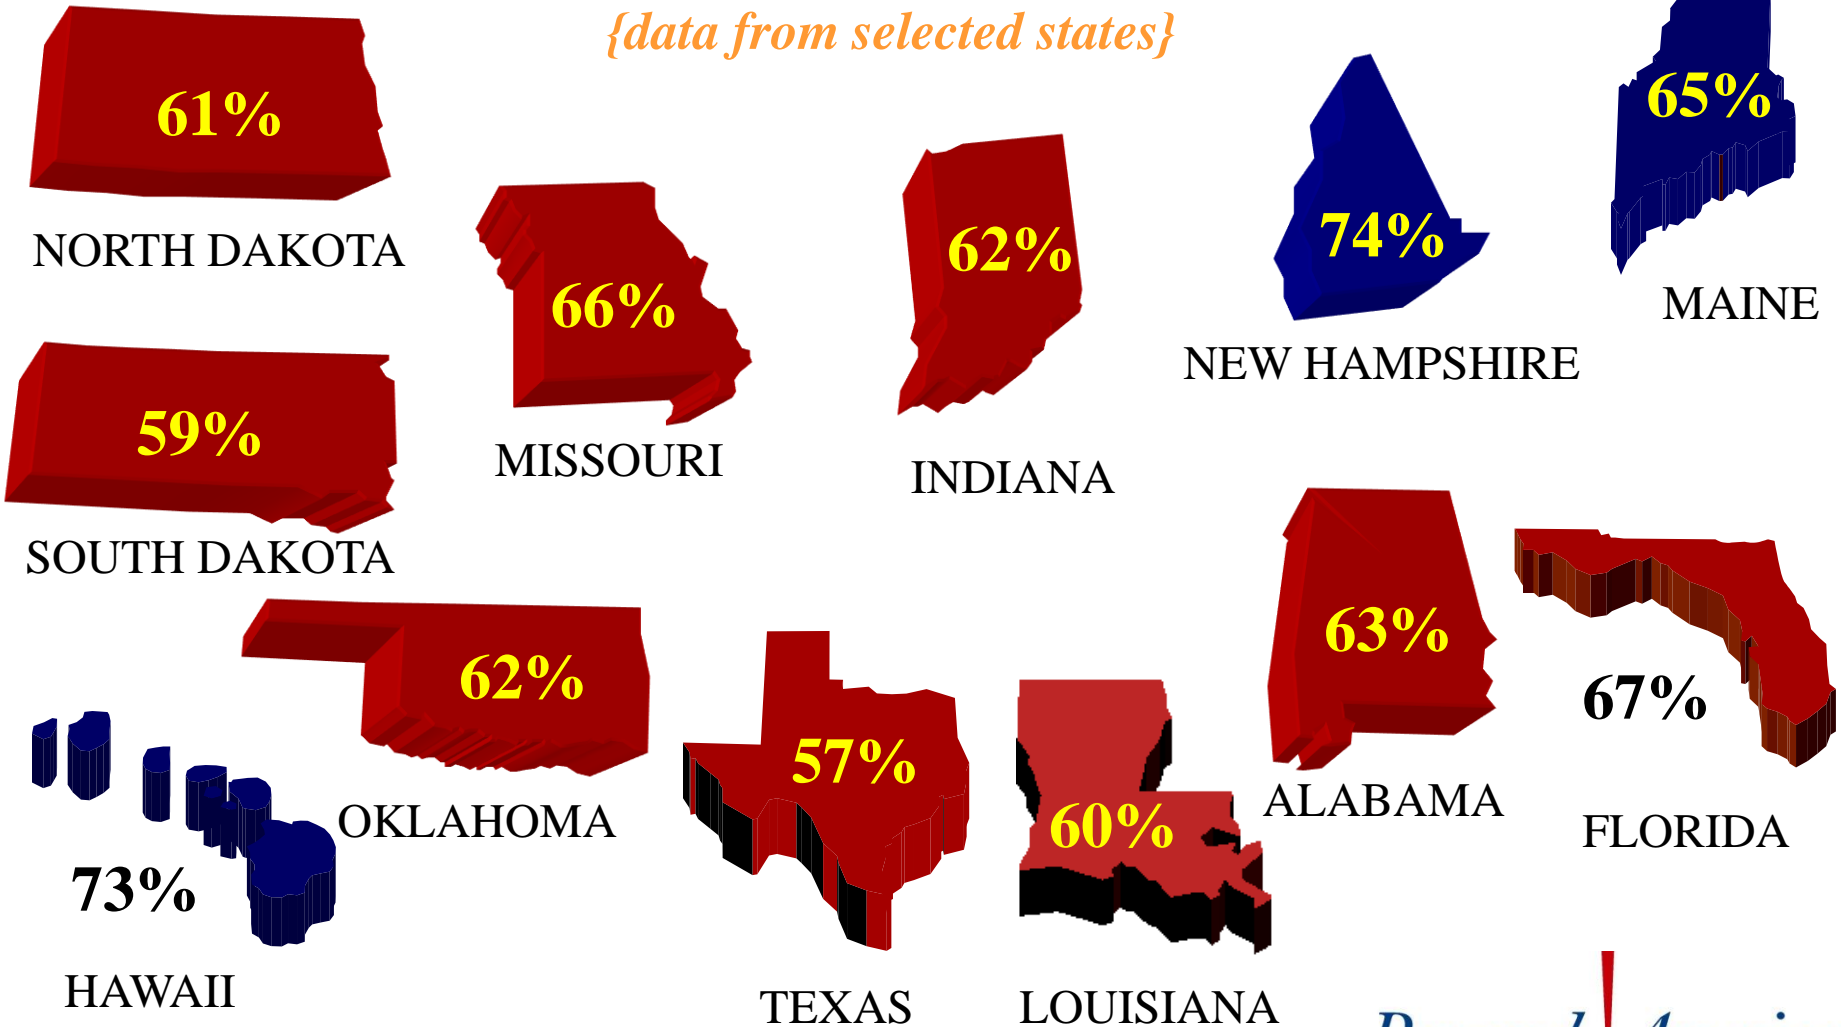 {data from selected states}
61%
NORTH DAKOTA
66%
MISSOURI
62%
INDIANA
74%
NEW HAMPSHIRE
65%
MAINE
59%
SOUTH DAKOTA
62%
OKLAHOMA
57%
TEXAS
60%
LOUISIANA
63%
ALABAMA
67%
FLORIDA
73%
HAWAII